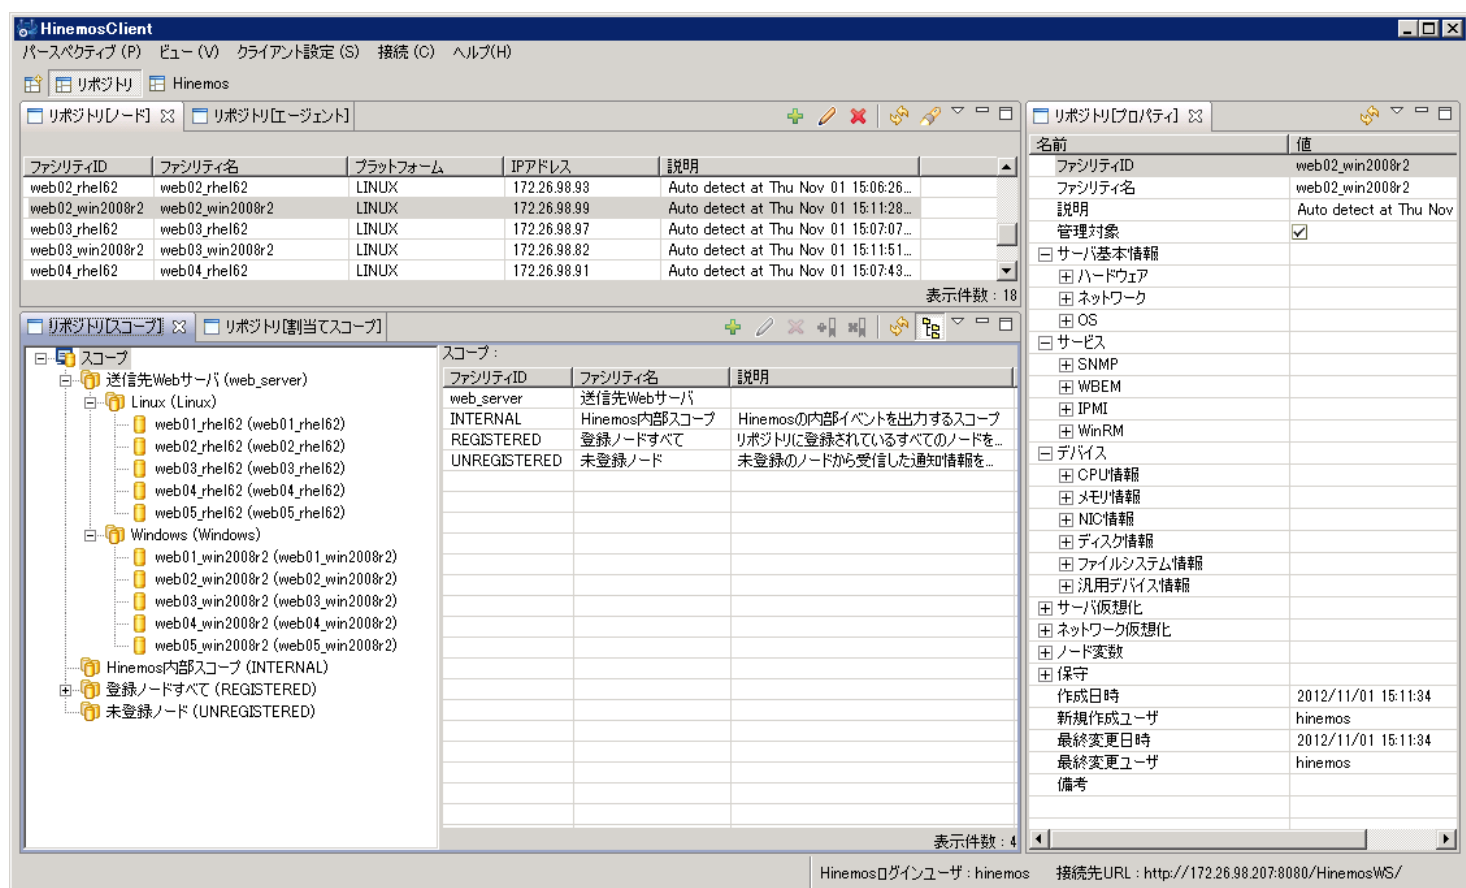 HinemosClient
パースペクティブ (P) ビュー (V) クライアント設定 (S) 接続 (C) ヘルプ(H)
リポジトリ Hinemos
リポジトリ[ノード] リポジトリ[エージェント]
ファシリティID ファシリティ名 プラットフォーム IPアドレス 説明
web02_rhel62 web02_rhel62 LINUX 172.26.98.93 Auto detect at Thu Nov 01 15:06:26...
web02_win2008r2 web02_win2008r2 LINUX 172.26.98.99 Auto detect at Thu Nov 01 15:11:28...
web03_rhel62 web03_rhel62 LINUX 172.26.98.97 Auto detect at Thu Nov 01 15:07:07...
web03_win2008r2 web03_win2008r2 LINUX 172.26.98.82 Auto detect at Thu Nov 01 15:11:51...
web04_rhel62 web04_rhel62 LINUX 172.26.98.91 Auto detect at Thu Nov 01 15:07:43...
表示件数 : 18
リポジトリ[スコープ] リポジトリ[割当てスコープ]
スコープ
送信先Webサーバ (web_server)
Linux (Linux)
web01_rhel62 (web01_rhel62)
web02_rhel62 (web02_rhel62)
web03_rhel62 (web03_rhel62)
web04_rhel62 (web04_rhel62)
web05_rhel62 (web05_rhel62)
Windows (Windows)
web01_win2008r2 (web01_win2008r2)
web02_win2008r2 (web02_win2008r2)
web03_win2008r2 (web03_win2008r2)
web04_win2008r2 (web04_win2008r2)
web05_win2008r2 (web05_win2008r2)
Hinemos内部スコープ (INTERNAL)
登録ノードすべて (REGISTERED)
未登録ノード (UNREGISTERED)
スコープ :
ファシリティID ファシリティ名 説明
web_server 送信先Webサーバ
INTERNAL Hinemos内部スコープ Hinemosの内部イベントを出力するスコープ
REGISTERED 登録ノードすべて リポジトリに登録されているすべてのノードを...
UNREGISTERED 未登録ノード 未登録のノードから受信した通知情報を...
表示件数 : 4
リポジトリ[プロパティ]
名前 値
ファシリティID web02_win2008r2
ファシリティ名 web02_win2008r2
説明 Auto detect at Thu Nov
管理対象
サーバ基本情報
ハードウェア
ネットワーク
OS
サービス
SNMP
WBEM
IPMI
WinRM
デバイス
CPU情報
メモリ情報
NIC情報
ディスク情報
ファイルシステム情報
汎用デバイス情報
サーバ仮想化
ネットワーク仮想化
ノード変数
保守
作成日時 2012/11/01 15:11:34
新規作成ユーザ hinemos
最終変更日時 2012/11/01 15:11:34
最終変更ユーザ hinemos
備考
Hinemosログインユーザ : hinemos 接続先URL : http://172.26.98.207:8080/HinemosWS/